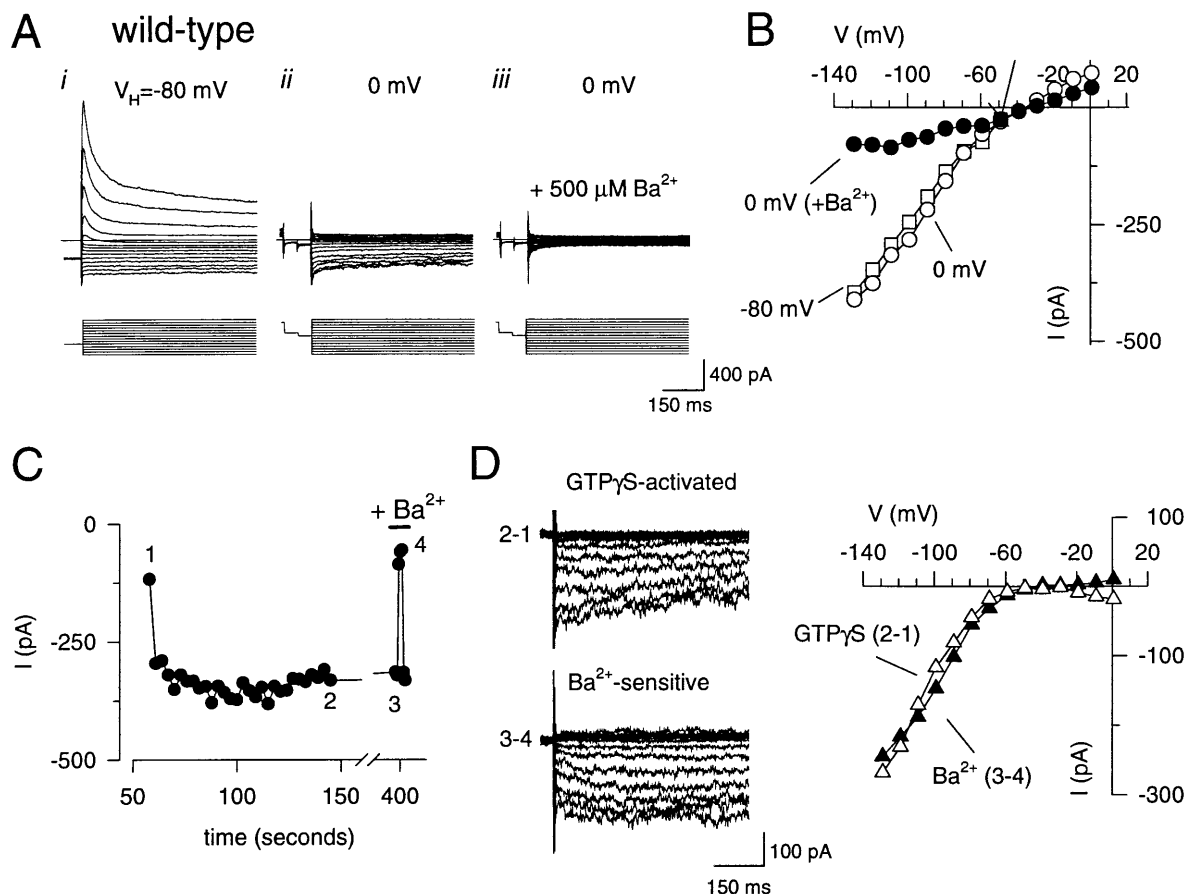 A wild-type
i V_H=-80 mV
ii 0 mV
iii 0 mV
+ 500 μM Ba²⁺
400 pA
150 ms
B
V (mV)
-140 -100 -60 -20 20
0 mV (+Ba²⁺)
0 mV
-80 mV
-250
-500
I (pA)
C
+ Ba²⁺
0
-250
-500
I (pA)
1
2
3
4
50 100 150 400
time (seconds)
D
GTPγS-activated
2-1
Ba²⁺-sensitive
3-4
100 pA
150 ms
V (mV)
-140 -100 -60 -20 20
100
-100
-300
I (pA)
GTPγS (2-1)
Ba²⁺ (3-4)